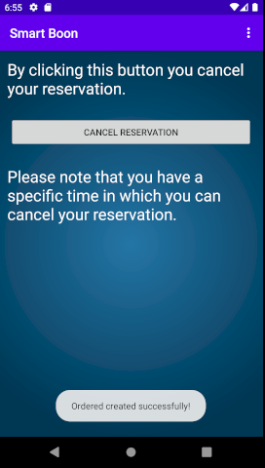 6:55
Smart Boon
By clicking this button you cancel
your reservation.
CANCEL RESERVATION
Please note that you have a
specific time in which you can
cancel your reservation.
Ordered created successfully!